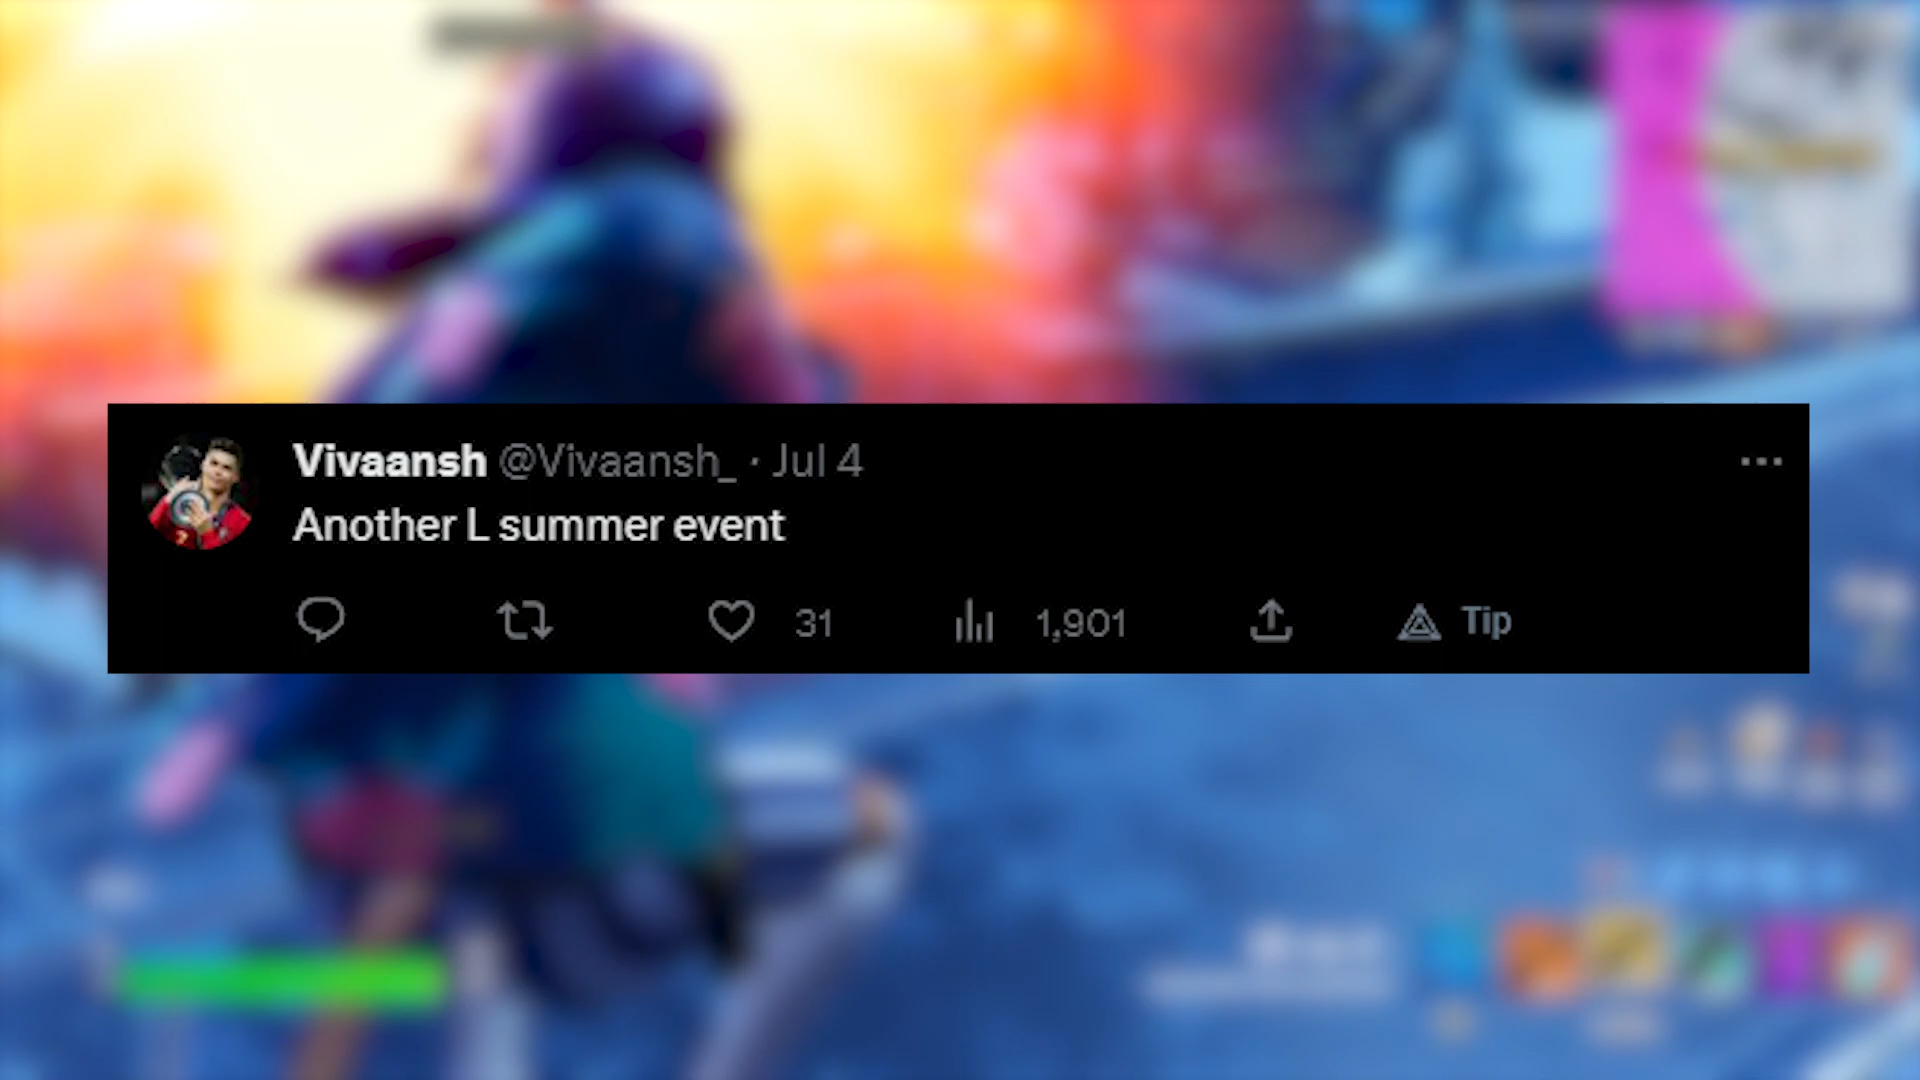 Vivaansh @Vivaansh_ · Jul 4
Another L summer event
31 1,901 Tip